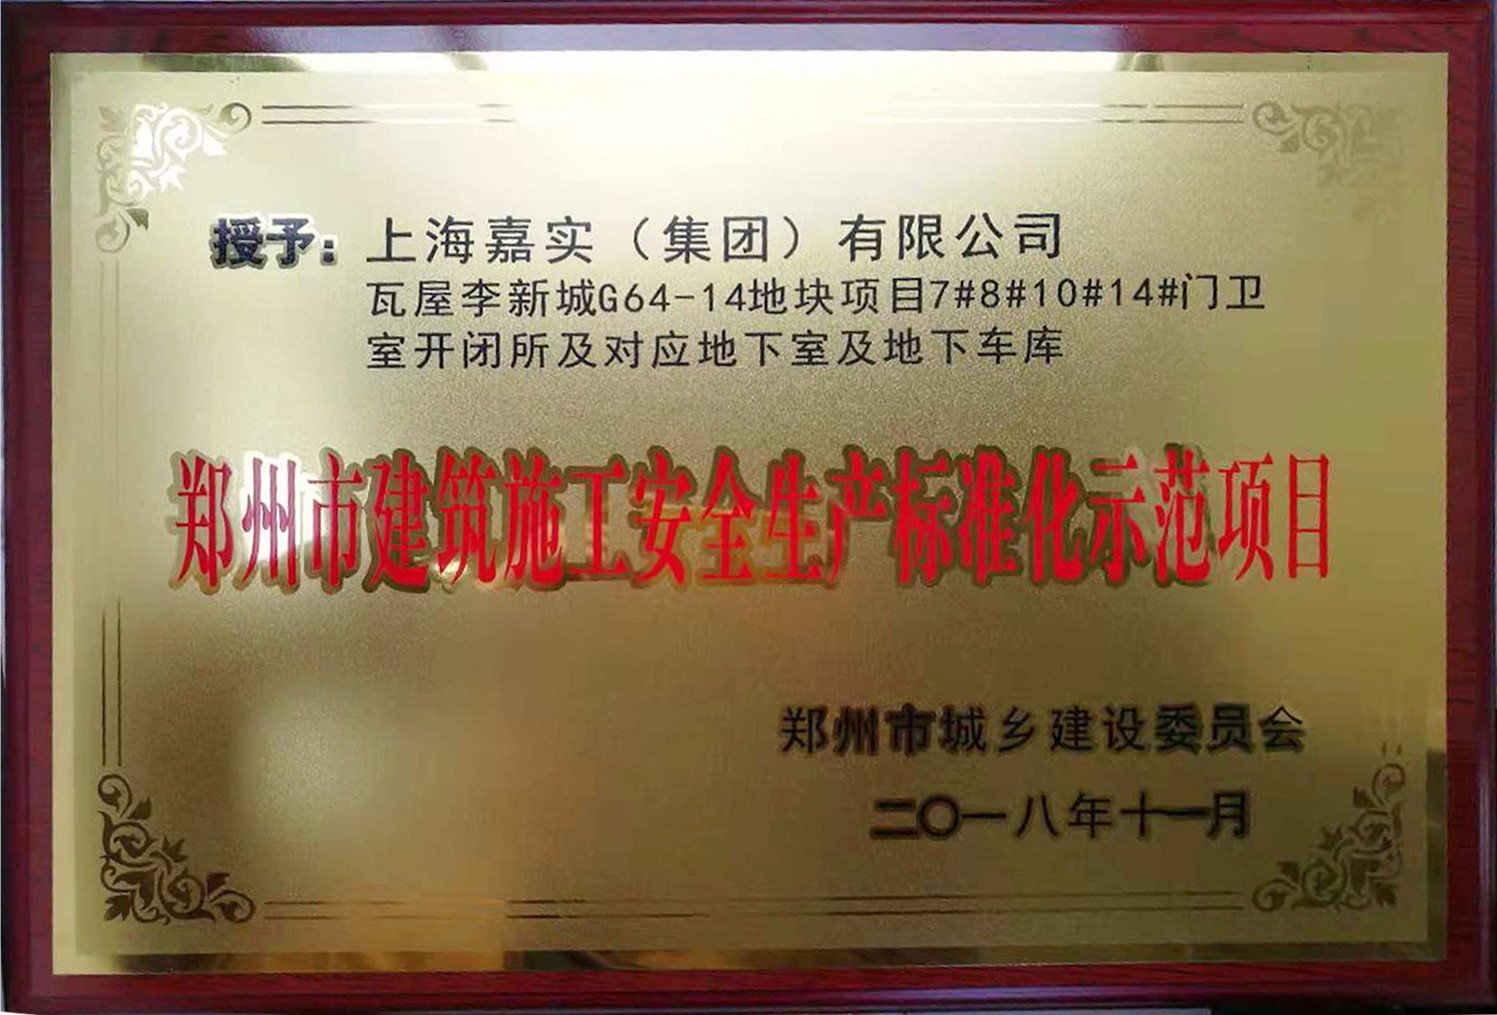 授予：上海嘉实（集团）有限公司
瓦屋李新城G64-14地块项目7#8#10#14#门卫
室开闭所及对应地下室及地下车库
郑州市建筑施工安全生产标准化示范项目
郑州市城乡建设委员会
二〇一八年十一月